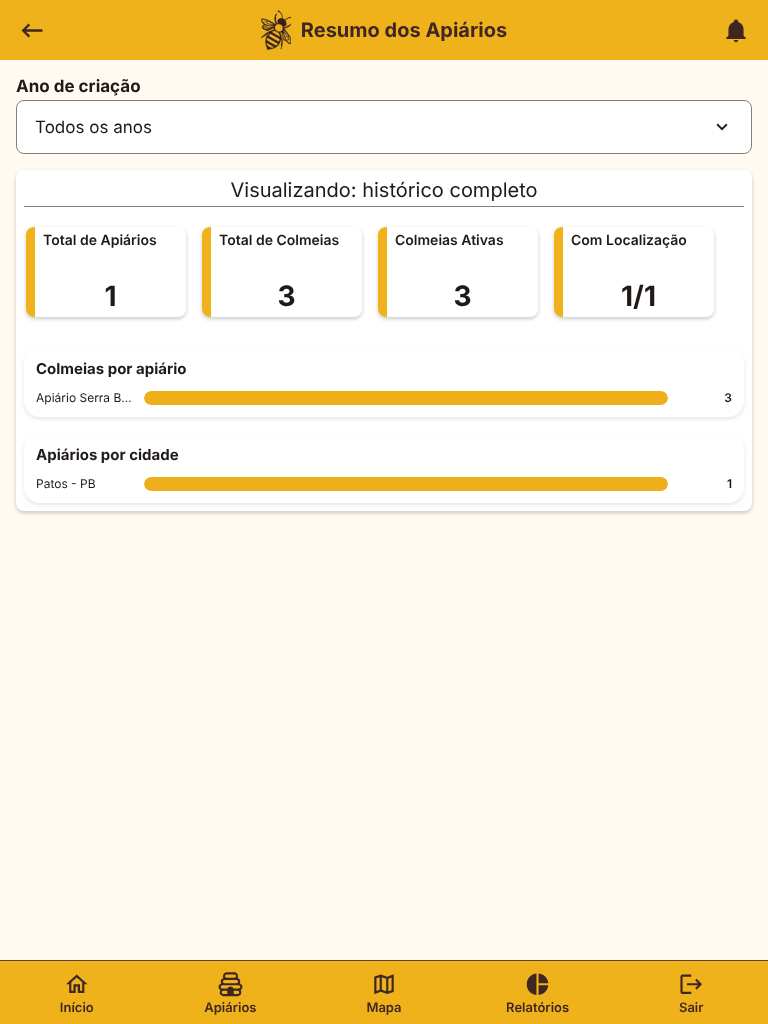 Resumo dos Apiários
Ano de criação
Todos os anos
Visualizando: histórico completo
Total de Apiários
1
Total de Colmeias
3
Colmeias Ativas
3
Com Localização
1/1
Colmeias por apiário
Apiário Serra B... 3
Apiários por cidade
Patos - PB 1
Início Apiários Mapa Relatórios Sair